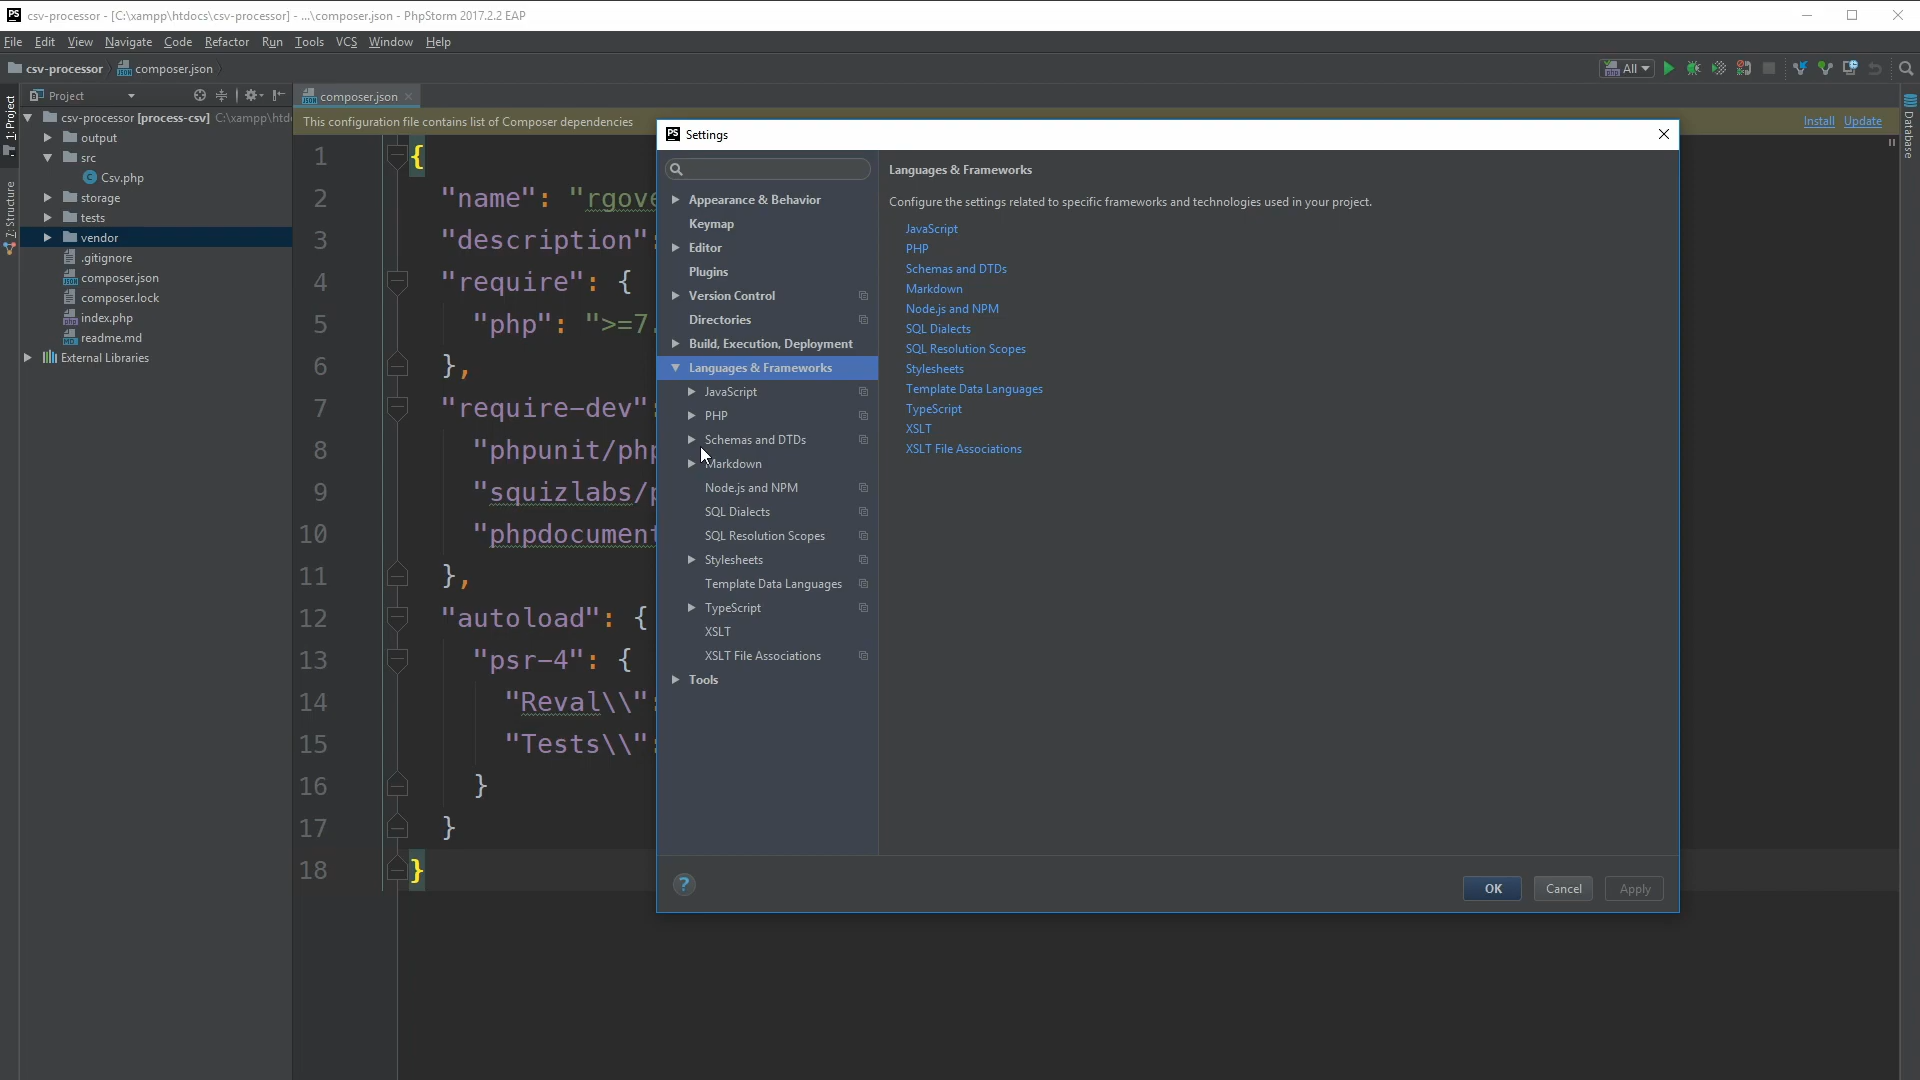 csv-processor - [C:\xampp\htdocs\csv-processor] - ...\composer.json - PhpStorm 2017.2.2 EAP
File Edit View Navigate Code Refactor Run Tools VCS Window Help
csv-processor composer.json
All
1: Project
7: Structure
Database
Project
csv-processor [process-csv] C:\xampp\htd
output
src
Csv.php
storage
tests
vendor
.gitignore
composer.json
composer.lock
index.php
readme.md
External Libraries
composer.json
This configuration file contains list of Composer dependencies
Install Update
1 {
2 "name": "rgove
3 "description":
4 "require": {
5 "php": ">=7.
6 },
7 "require-dev":
8 "phpunit/php
9 "squizlabs/p
10 "phpdocument
11 },
12 "autoload": {
13 "psr-4": {
14 "Reval\\":
15 "Tests\\":
16 }
17 }
18 }
Settings
Appearance & Behavior
Keymap
Editor
Plugins
Version Control
Directories
Build, Execution, Deployment
Languages & Frameworks
JavaScript
PHP
Schemas and DTDs
Markdown
Node.js and NPM
SQL Dialects
SQL Resolution Scopes
Stylesheets
Template Data Languages
TypeScript
XSLT
XSLT File Associations
Tools
Languages & Frameworks
Configure the settings related to specific frameworks and technologies used in your project.
JavaScript
PHP
Schemas and DTDs
Markdown
Node.js and NPM
SQL Dialects
SQL Resolution Scopes
Stylesheets
Template Data Languages
TypeScript
XSLT
XSLT File Associations
?
OK Cancel Apply